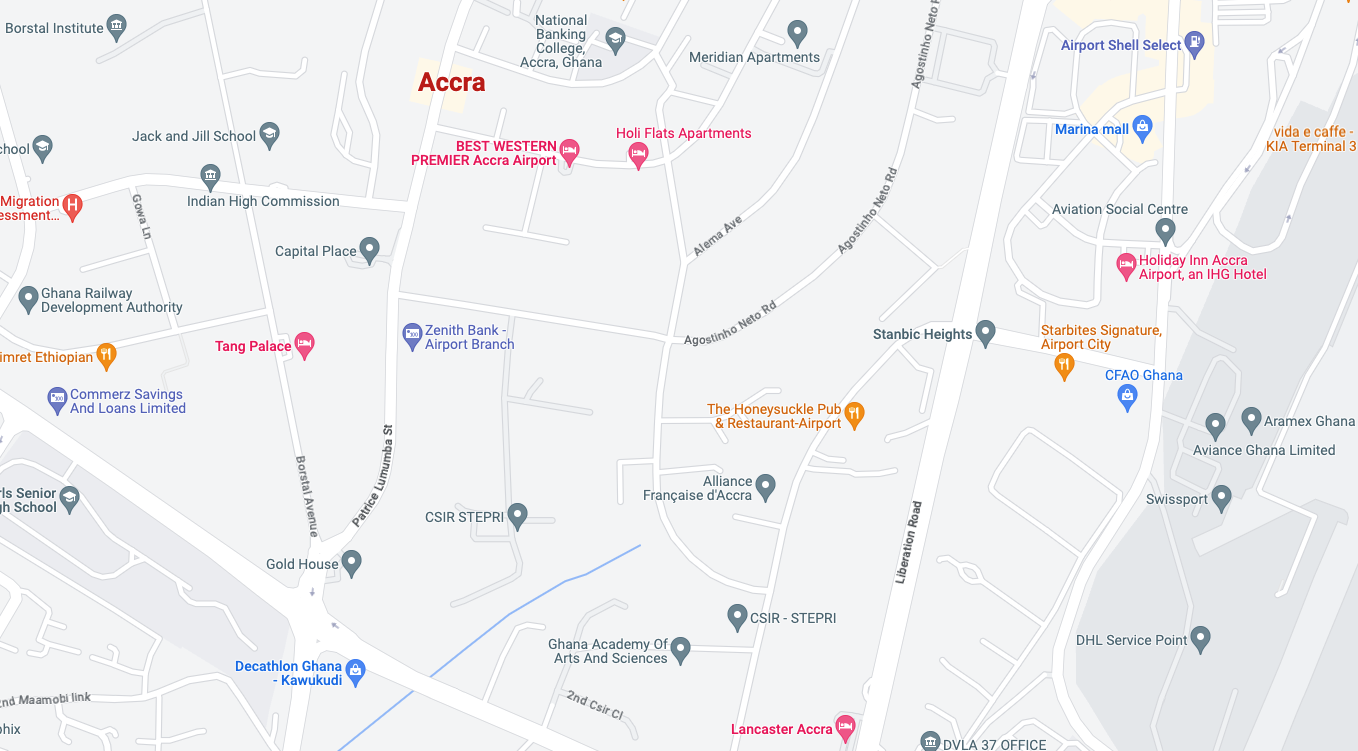 Borstal Institute
National
Banking
College,
Accra, Ghana
Meridian Apartments
Agostinho Neto R
Airport Shell Select
Accra
Jack and Jill School
Holi Flats Apartments
BEST WESTERN
PREMIER Accra Airport
Marina mall
vida e caffe -
KIA Terminal 3
chool
Migration
essment...
Indian High Commission
Gowa Ln
Capital Place
Alema Ave
Agostinho Neto Rd
Aviation Social Centre
Holiday Inn Accra
Airport, an IHG Hotel
Ghana Railway
Development Authority
Tang Palace
Zenith Bank -
Airport Branch
Agostinho Neto Rd
Stanbic Heights
Starbites Signature,
Airport City
imret Ethiopian
CFAO Ghana
Commerz Savings
And Loans Limited
The Honeysuckle Pub
& Restaurant-Airport
Aramex Ghana
Aviance Ghana Limited
Patrice Lumumba St
Borstal Avenue
Alliance
Française d'Accra
rls Senior
gh School
CSIR STEPRI
Swissport
Liberation Road
Gold House
CSIR - STEPRI
Ghana Academy Of
Arts And Sciences
DHL Service Point
Decathlon Ghana
- Kawukudi
2nd Maamobi link
2nd Csir Cl
phix
Lancaster Accra
DVLA 37 OFFICE